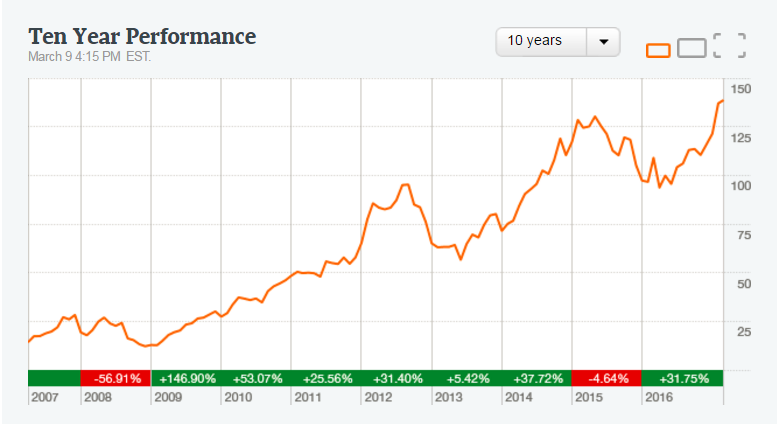 Ten Year Performance
March 9 4:15 PM EST.
10 years
150
125
100
75
50
25
-56.91% +146.90% +53.07% +25.56% +31.40% +5.42% +37.72% -4.64% +31.75%
2007 2008 2009 2010 2011 2012 2013 2014 2015 2016